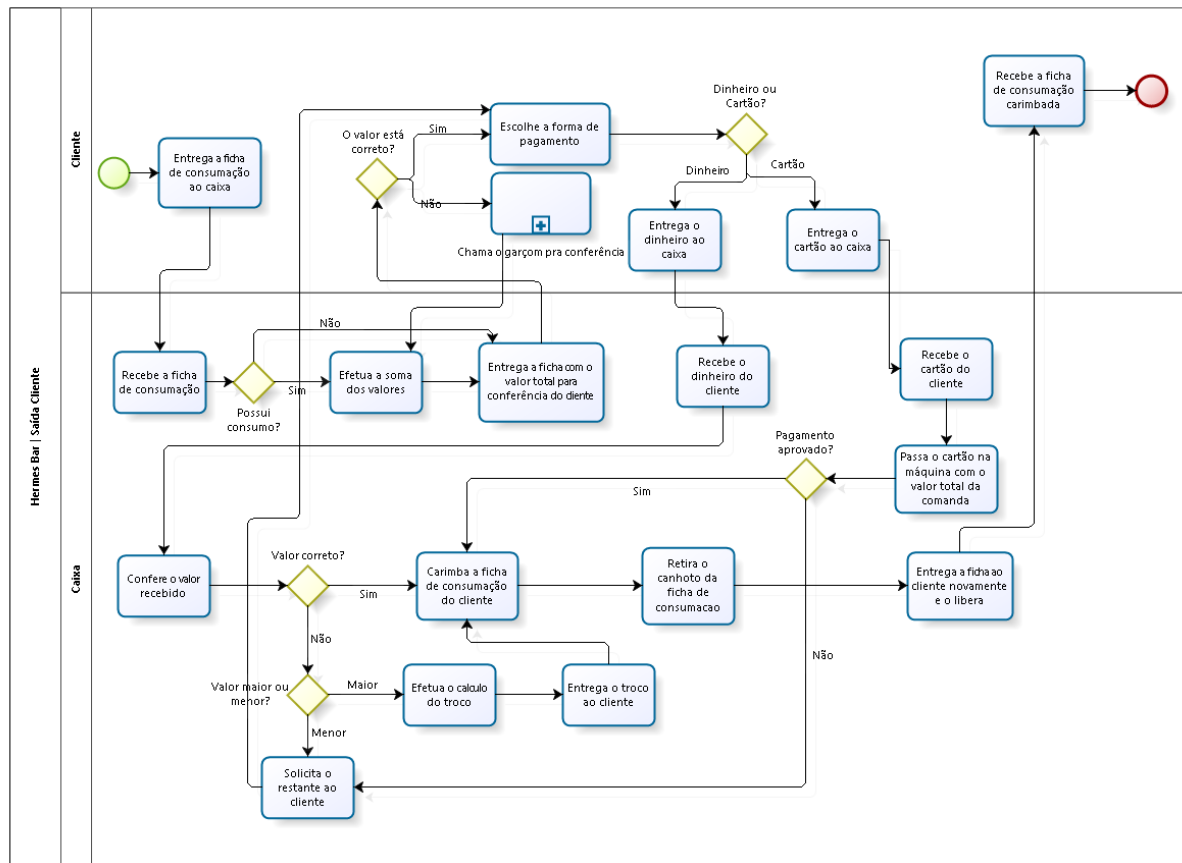 Hermes Bar | Saída Cliente
Cliente
Caixa
Entrega a ficha
de consumação
ao caixa
O valor está
correto?
Sim
Não
Escolhe a forma de
pagamento
Chama o garçom pra conferência
Dinheiro ou
Cartão?
Dinheiro
Cartão
Entrega o
dinheiro ao
caixa
Entrega o
cartão ao caixa
Recebe a ficha
de consumação
carimbada
Recebe a ficha
de consumação
Possui
consumo?
Não
Sim
Efetua a soma
dos valores
Entrega a ficha com o
valor total para
conferência do cliente
Recebe o
dinheiro do
cliente
Recebe o
cartão do
cliente
Passa o cartão na
máquina com o
valor total da
comanda
Pagamento
aprovado?
Sim
Não
Confere o valor
recebido
Valor correto?
Sim
Não
Carimba a ficha
de consumação
do cliente
Retira o
canhoto da
ficha de
consumacao
Entrega a ficha ao
cliente novamente
e o libera
Valor maior ou
menor?
Maior
Menor
Efetua o calculo
do troco
Entrega o troco
ao cliente
Solicita o
restante ao
cliente